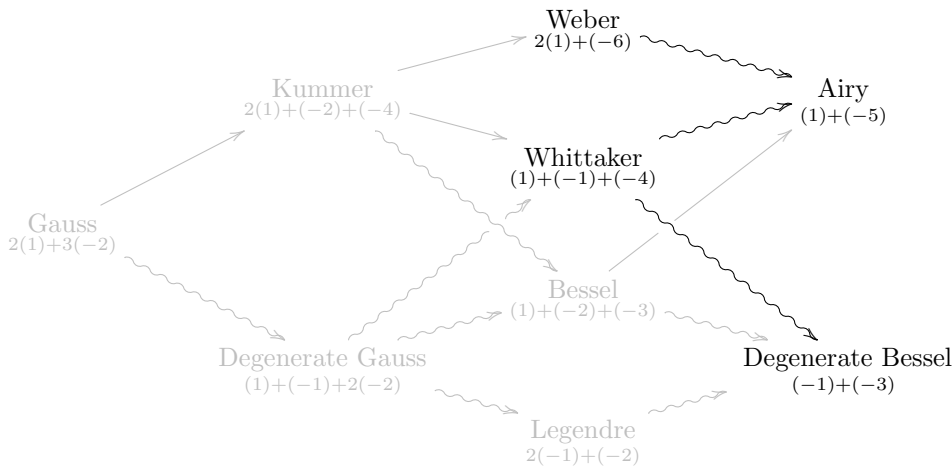 Weber
2(1)+(−6)
Kummer
2(1)+(−2)+(−4)
Airy
(1)+(−5)
Whittaker
(1)+(−1)+(−4)
Gauss
2(1)+3(−2)
Bessel
(1)+(−2)+(−3)
Degenerate Gauss
(1)+(−1)+2(−2)
Degenerate Bessel
(−1)+(−3)
Legendre
2(−1)+(−2)